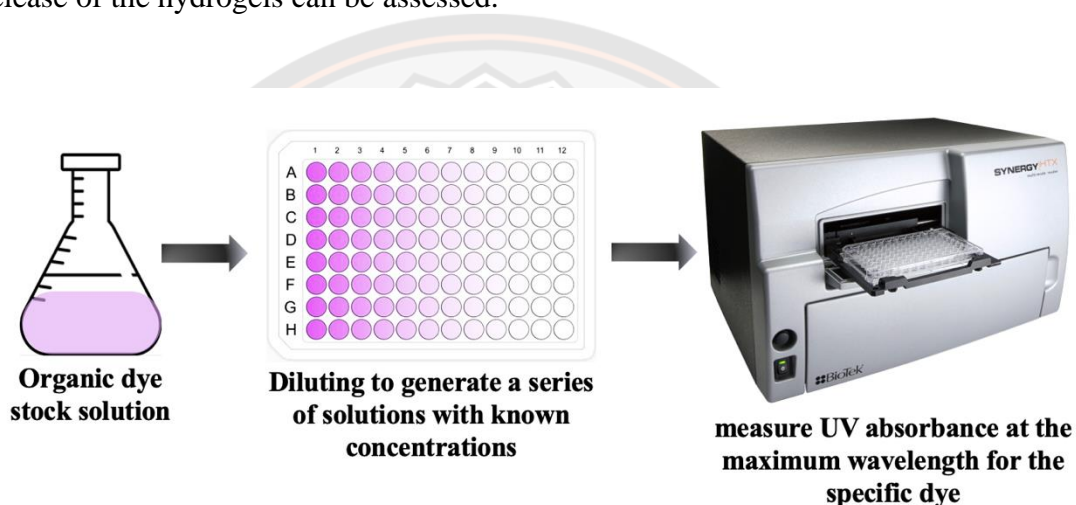 release of the hydrogels can be assessed.
1 2 3 4 5 6 7 8 9 10 11 12
A
B
C
D
E
F
G
H
SYNERGY HTX
BioTek
Organic dye
stock solution
Diluting to generate a series
of solutions with known
concentrations
measure UV absorbance at the
maximum wavelength for the
specific dye